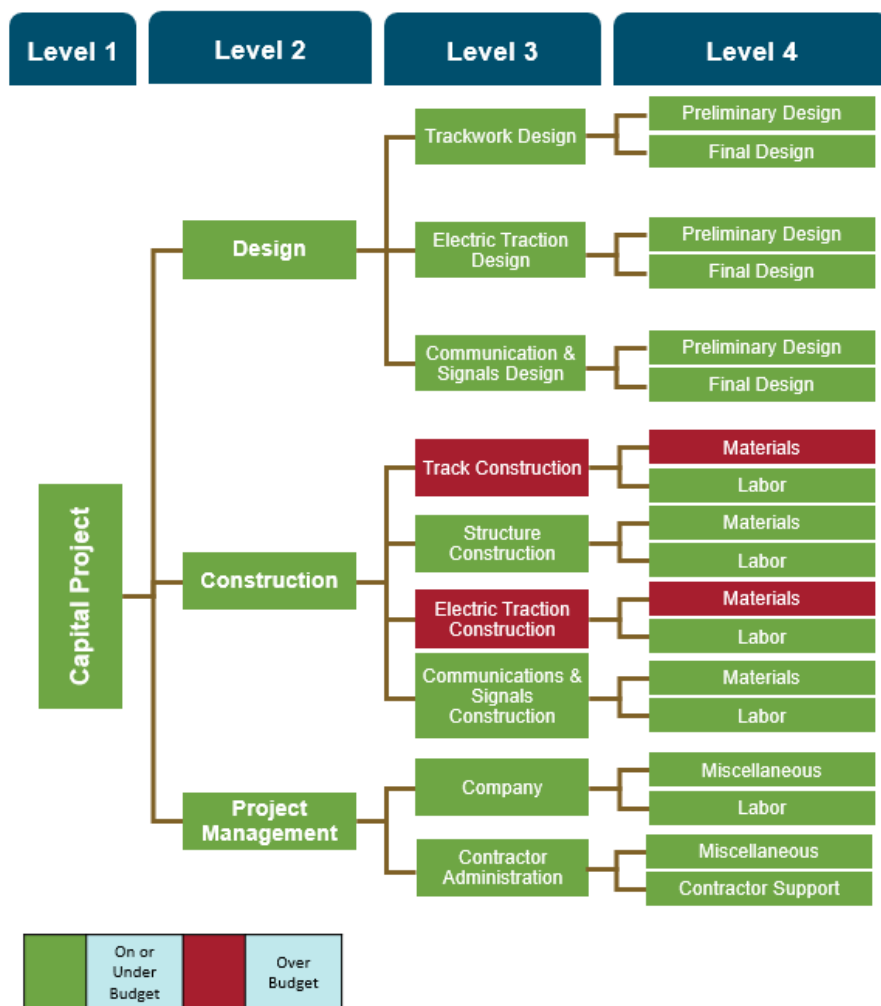 Level 1
Level 2
Level 3
Level 4
Capital Project
Design
Trackwork Design
Preliminary Design
Final Design
Electric Traction
Design
Preliminary Design
Final Design
Communication &
Signals Design
Preliminary Design
Final Design
Construction
Track Construction
Materials
Labor
Structure
Construction
Materials
Labor
Electric Traction
Construction
Materials
Labor
Communications &
Signals
Construction
Materials
Labor
Project
Management
Company
Miscellaneous
Labor
Contractor
Administration
Miscellaneous
Contractor Support
On or
Under
Budget
Over
Budget